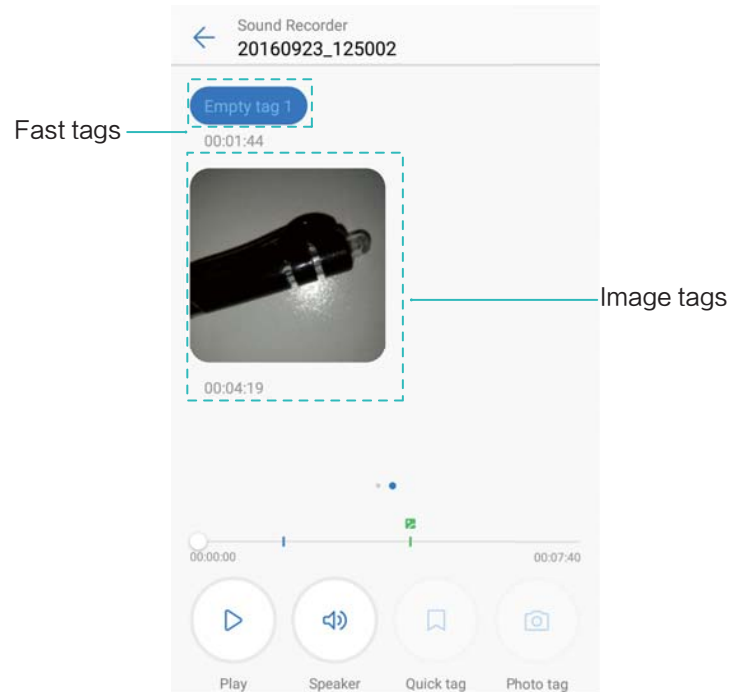 Sound Recorder
20160923_125002
Empty tag 1
Fast tags
00:01:44
Image tags
00:04:19
00:00:00 00:07:40
Play Speaker Quick tag Photo tag